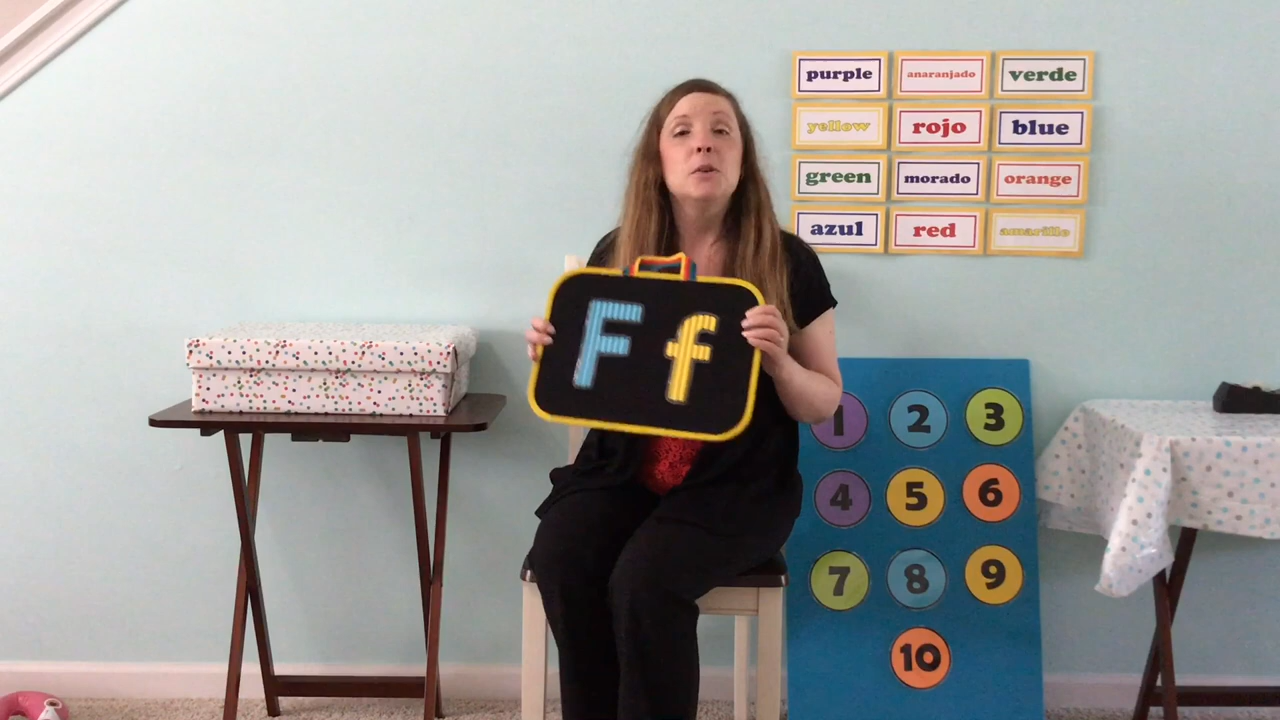 purple anaranjado verde
yellow rojo blue
green morado orange
azul red amarillo
F f
1 2 3
4 5 6
7 8 9
10